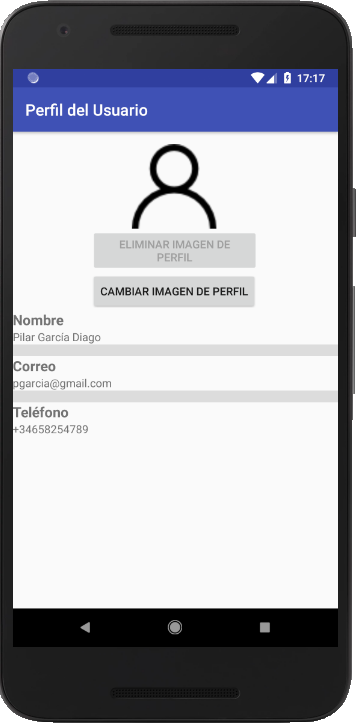 17:17
Perfil del Usuario
ELIMINAR IMAGEN DE
PERFIL
CAMBIAR IMAGEN DE PERFIL
Nombre
Pilar García Diago
Correo
pgarcia@gmail.com
Teléfono
+34658254789